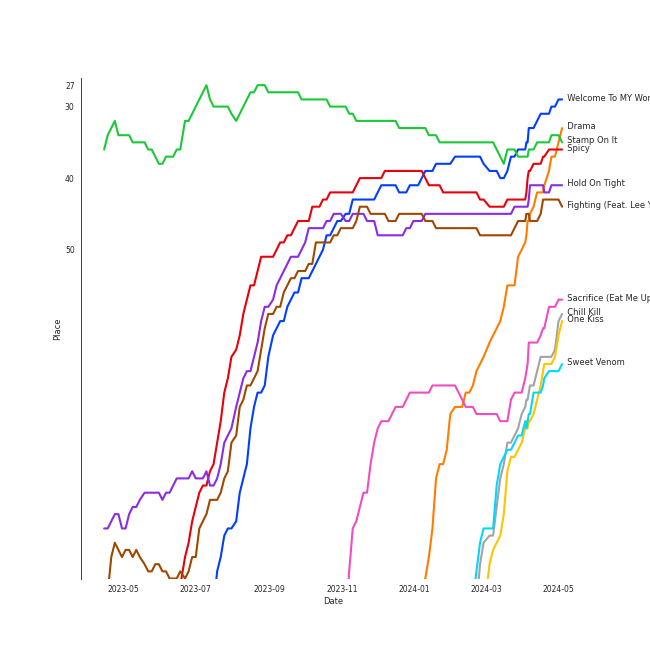 27
30
40
50
Place
Welcome To MY Wor
Drama
Stamp On It
Spicy
Hold On Tight
Fighting (Feat. Lee Y
Sacrifice (Eat Me Up
Chill Kill
One Kiss
Sweet Venom
2023-05 2023-07 2023-09 2023-11 2024-01 2024-03 2024-05
Date